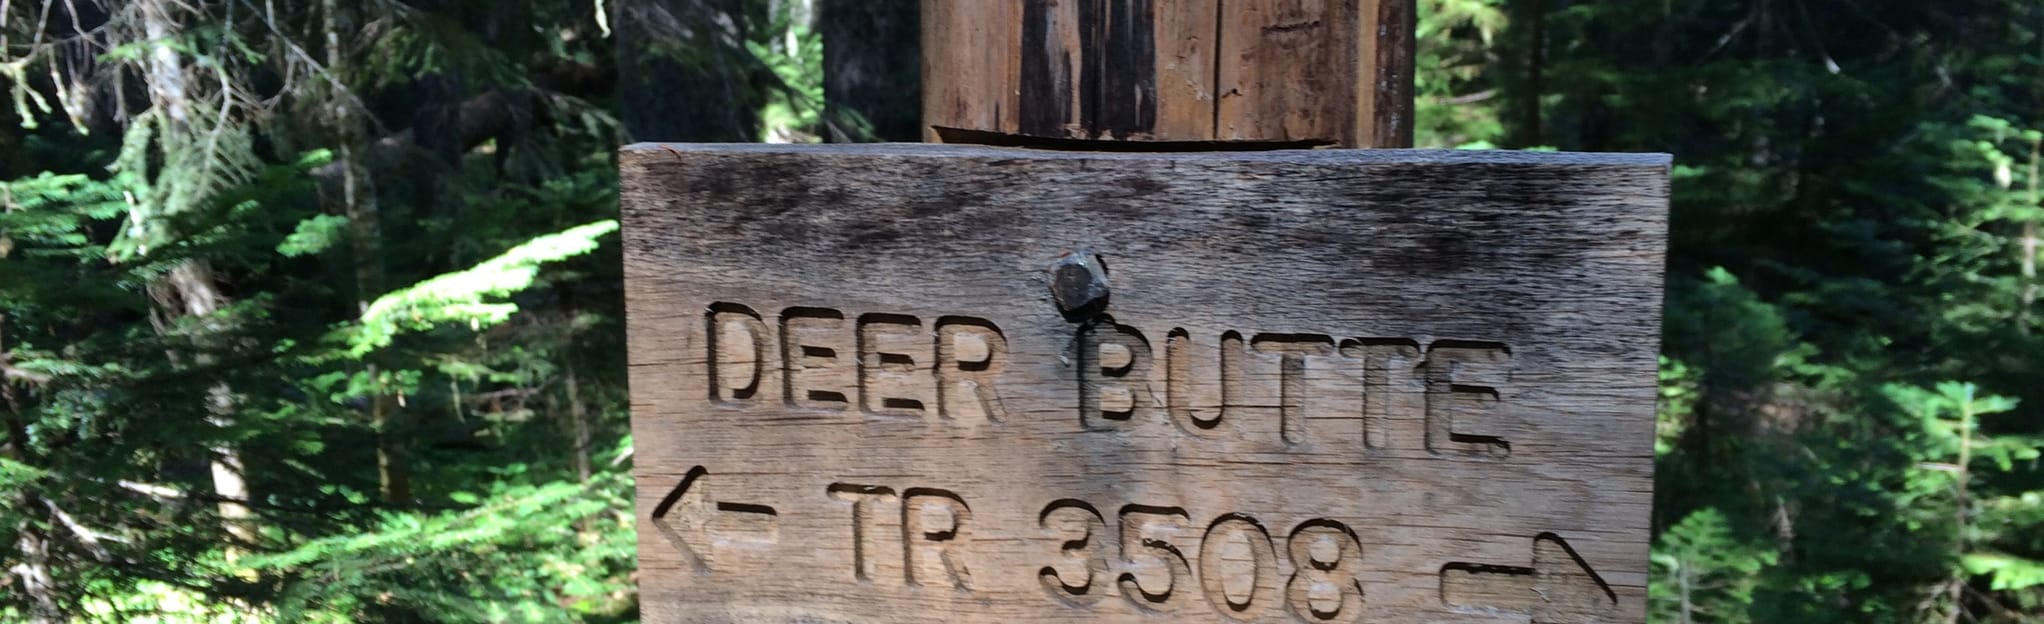 DEER BUTTE
← TR 3508 →